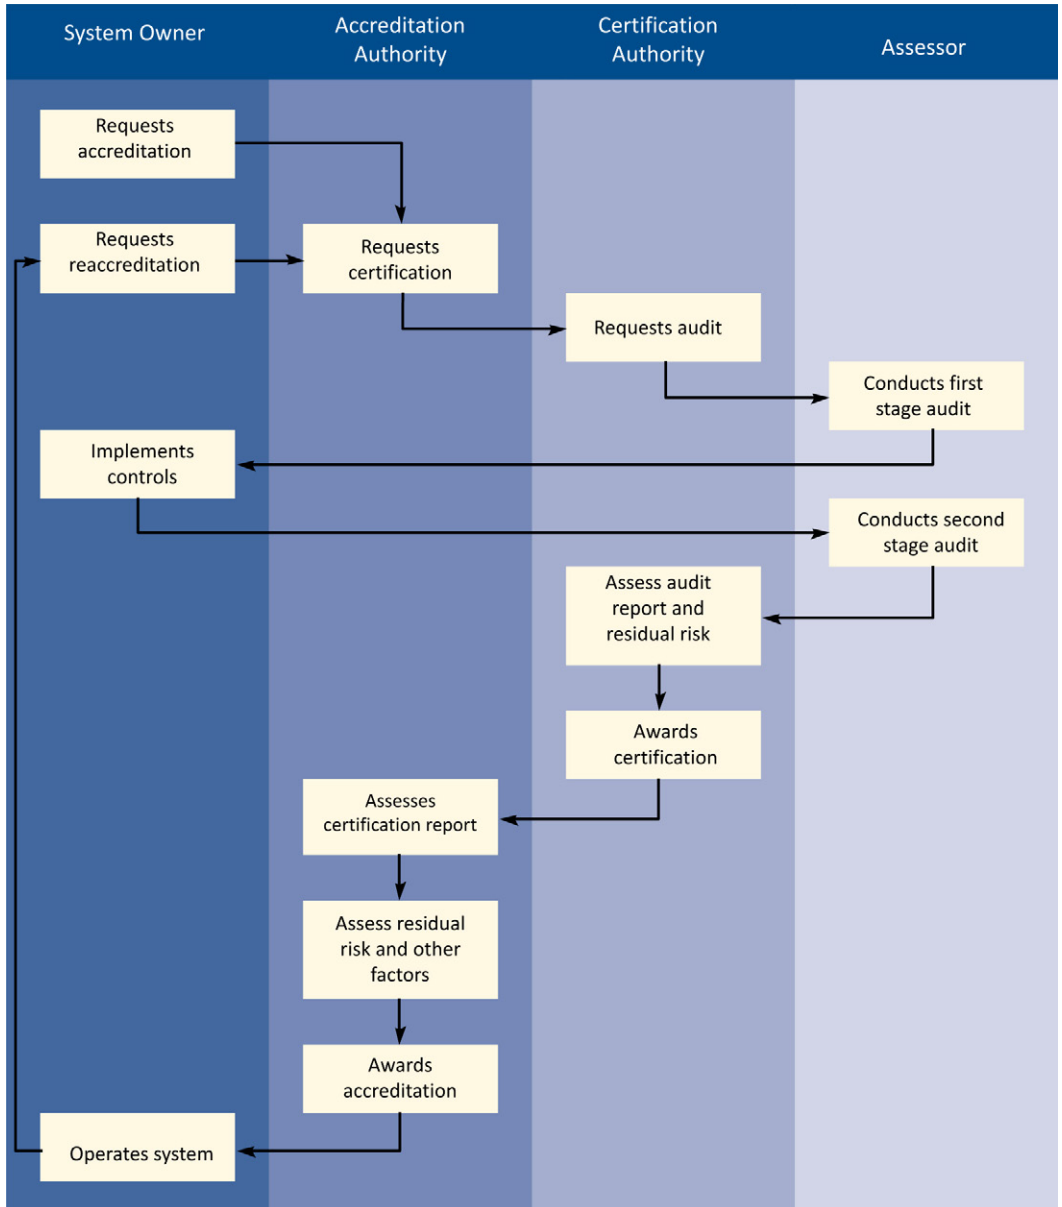 System Owner
Accreditation
Authority
Certification
Authority
Assessor
Requests
accreditation
Requests
reaccreditation
Requests
certification
Requests audit
Conducts first
stage audit
Implements
controls
Conducts second
stage audit
Assess audit
report and
residual risk
Awards
certification
Assesses
certification report
Assess residual
risk and other
factors
Awards
accreditation
Operates system